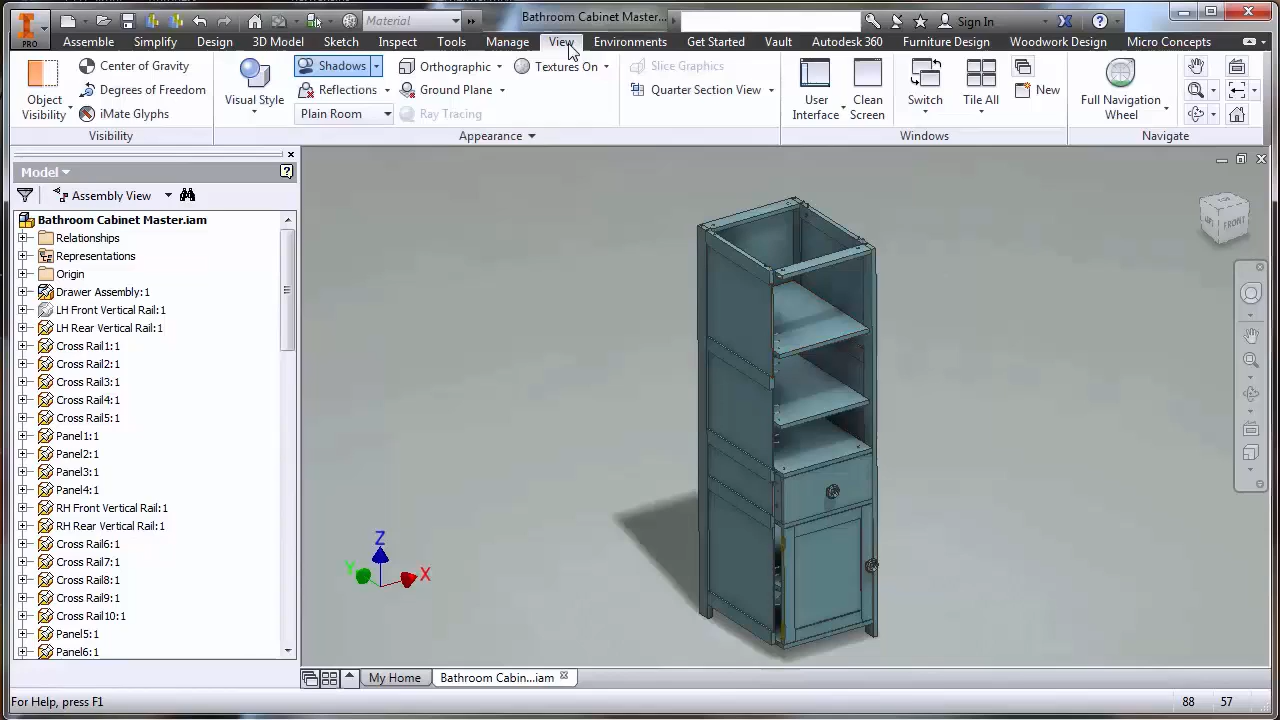 PRO
Material
Bathroom Cabinet Master...
Sign In
Assemble Simplify Design 3D Model Sketch Inspect Tools Manage View Environments Get Started Vault Autodesk 360 Furniture Design Woodwork Design Micro Concepts
Object Visibility
Center of Gravity
Degrees of Freedom
iMate Glyphs
Visibility
Visual Style
Shadows
Reflections
Plain Room
Orthographic
Ground Plane
Ray Tracing
Textures On
Appearance
Slice Graphics
Quarter Section View
User Interface
Clean Screen
Switch
Tile All
New
Windows
Full Navigation Wheel
Navigate
Model
Assembly View
Bathroom Cabinet Master.iam
Relationships
Representations
Origin
Drawer Assembly:1
LH Front Vertical Rail:1
LH Rear Vertical Rail:1
Cross Rail1:1
Cross Rail2:1
Cross Rail3:1
Cross Rail4:1
Cross Rail5:1
Panel1:1
Panel2:1
Panel3:1
Panel4:1
RH Front Vertical Rail:1
RH Rear Vertical Rail:1
Cross Rail6:1
Cross Rail7:1
Cross Rail8:1
Cross Rail9:1
Cross Rail10:1
Panel5:1
Panel6:1
FRONT
Z
Y
X
My Home
Bathroom Cabin...iam
For Help, press F1
88 57